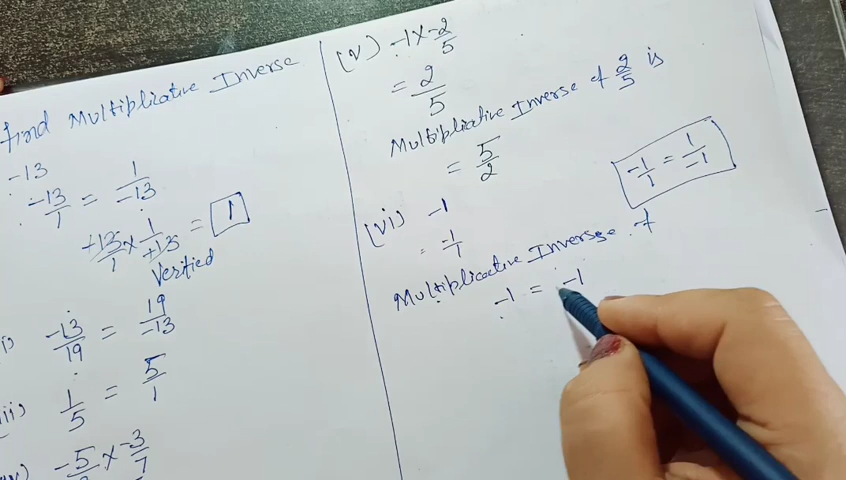 Find Multiplicative Inverse
-13
-13/1 = 1/-13
+13/1 × 1/+13 = 1
Verified
-13/19 = 19/-13
1/5 = 5/1
-5 × -3/7
(v) -1 × -2/5
= 2/5
Multiplicative Inverse of 2/5 is
= 5/2
(vi) -1
= -1/1
-1/1 = 1/-1
Multiplicative Inversse of
-1 = -1